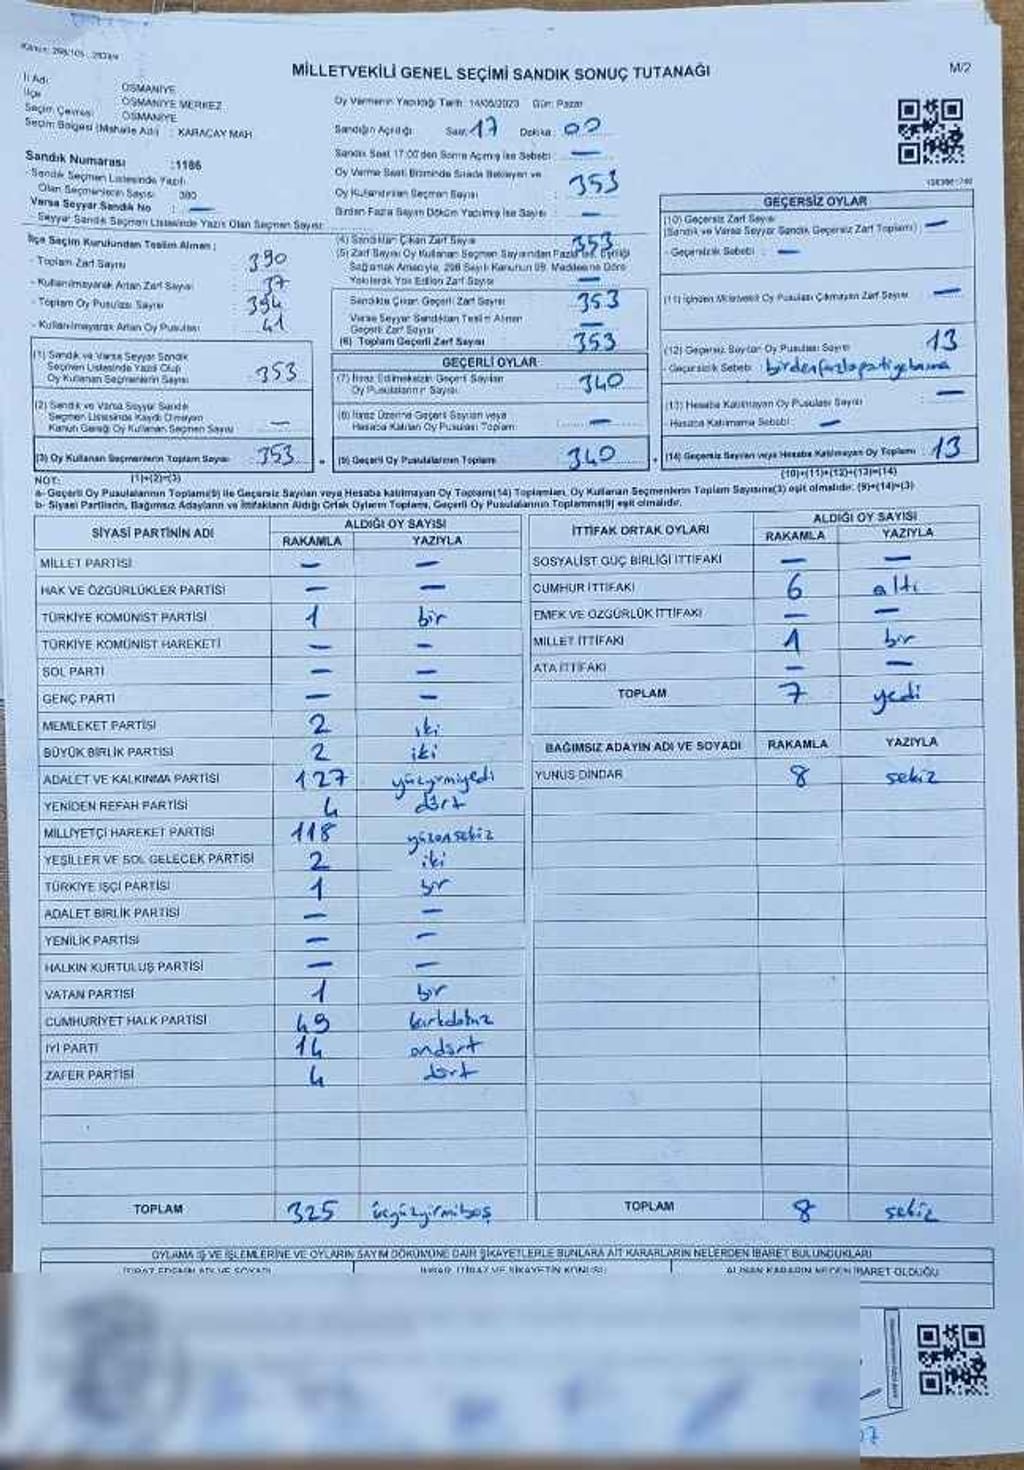 MİLLETVEKİLİ GENEL SEÇİMİ SANDIK SONUÇ TUTANAĞI
M/2
İl Adı : OSMANİYE
İlçe : OSMANİYE MERKEZ
Seçim Çevresi : OSMANİYE
Seçim Bölgesi (Mahalle Adı) : KARACAY MAH
Sandık Numarası :1186
Sandık Seçmen Listesinde Yazılı
Olan Seçmenlerin Sayısı
Varsa Seyyar Sandık No —
Seyyar Sandık Seçmen Listesinde Yazılı Olan Seçmen Sayısı
İlçe Seçim Kurulundan Teslim Alınan ;
- Toplam Zarf Sayısı : 390
- Kullanılmayarak Artan Zarf Sayısı : 37
- Toplam Oy Pusulası Sayısı : 394
- Kullanılmayarak Artan Oy Pusulası : 41
Oy Vermenin Yapıldığı Tarih: 14/05/2023 Gün: Pazar
Sandığın Açıldığı Saat: 17 Dakika: 00
Sandık Saat 17:00'den Sonra Açılmış İse Sebebi : —
Oy Verme Saati Bitiminde Sırada Bekleyen ve
Oy Kullandırılan Seçmen Sayısı : 353
Birden Fazla Sayım Döküm Yapılmış İse Sayısı : —
(4) Sandıktan Çıkan Zarf Sayısı : 353
(5) Zarf Sayısı Oy Kullanan Seçmen Sayısından Fazla ise, Eşitliği
Sağlamak Amacıyla, 298 Sayılı Kanunun 98. Maddesine Göre
Yakılarak Yok Edilen Zarf Sayısı : —
Sandıkta Çıkan Geçerli Zarf Sayısı : 353
Varsa Seyyar Sandıktan Teslim Alınan
Geçerli Zarf Sayısı : —
(6) Toplam Geçerli Zarf Sayısı : 353
GEÇERLİ OYLAR
(7) İtiraz Edilmeksizin Geçerli Sayılan
Oy Pusulalarının Sayısı : 340
(8) İtiraz Üzerine Geçerli Sayılan veya
Hesaba Katılan Oy Pusulası Toplamı : —
(9) Geçerli Oy Pusulalarının Toplamı : 340
GEÇERSİZ OYLAR
(10) Geçersiz Zarf Sayısı
(Sandık ve Varsa Seyyar Sandık Geçersiz Zarf Toplamı) : —
- Geçersizlik Sebebi : —
(11) İçinden Milletvekili Oy Pusulası Çıkmayan Zarf Sayısı : —
(12) Geçersiz Sayılan Oy Pusulası Sayısı : 13
- Geçersizlik Sebebi : birden fazla partiye basma
(13) Hesaba Katılmayan Oy Pusulası Sayısı : —
- Hesaba Katılmama Sebebi : —
(14) Geçersiz Sayılan veya Hesaba Katılmayan Oy Toplamı : 13
(1) Sandık ve Varsa Seyyar Sandık
Seçmen Listesinde Yazılı Olup
Oy Kullanan Seçmenlerin Sayısı : 353
(2) Sandık ve Varsa Seyyar Sandık
Seçmen Listesinde Kaydı Olmayan
Kanun Gereği Oy Kullanan Seçmen Sayısı : —
(3) Oy Kullanan Seçmenlerin Toplam Sayısı : 353
NOT: (1)+(2)=(3)
(10)+(11)+(12)+(13)=(14)
a- Geçerli Oy Pusulalarının Toplamı(9) ile Geçersiz Sayılan veya Hesaba katılmayan Oy Toplamı(14) Toplamları, Oy Kullanan Seçmenlerin Toplam Sayısına(3) eşit olmalıdır. (9)+(14)=(3)
b- Siyasi Partilerin, Bağımsız Adayların ve İttifakların Aldığı Ortak Oyların Toplamı, Geçerli Oy Pusulalarının Toplamına(9) eşit olmalıdır.
SİYASİ PARTİNİN ADI ALDIĞI OY SAYISI
RAKAMLA YAZIYLA
MİLLET PARTİSİ — —
HAK VE ÖZGÜRLÜKLER PARTİSİ — —
TÜRKİYE KOMÜNİST PARTİSİ 1 bir
TÜRKİYE KOMÜNİST HAREKETİ — —
SOL PARTİ — —
GENÇ PARTİ — —
MEMLEKET PARTİSİ 2 iki
BÜYÜK BİRLİK PARTİSİ 2 iki
ADALET VE KALKINMA PARTİSİ 127 yüzyirmiyedi
YENİDEN REFAH PARTİSİ 4 dört
MİLLİYETÇİ HAREKET PARTİSİ 118 yüzonsekiz
YEŞİLLER VE SOL GELECEK PARTİSİ 2 iki
TÜRKİYE İŞÇİ PARTİSİ 1 bir
ADALET BİRLİK PARTİSİ — —
YENİLİK PARTİSİ — —
HALKIN KURTULUŞ PARTİSİ — —
VATAN PARTİSİ 1 bir
CUMHURİYET HALK PARTİSİ 49 kırkdokuz
İYİ PARTİ 14 ondört
ZAFER PARTİSİ 4 dört
TOPLAM 325 üçyüzyirmibeş
İTTİFAK ORTAK OYLARI ALDIĞI OY SAYISI
RAKAMLA YAZIYLA
SOSYALİST GÜÇ BİRLİĞİ İTTİFAKI — —
CUMHUR İTTİFAKI 6 altı
EMEK VE ÖZGÜRLÜK İTTİFAKI — —
MİLLET İTTİFAKI 1 bir
ATA İTTİFAKI — —
TOPLAM 7 yedi
BAĞIMSIZ ADAYIN ADI VE SOYADI RAKAMLA YAZIYLA
YUNUS DİNDAR 8 sekiz
TOPLAM 8 sekiz
OYLAMA İŞ VE İŞLEMLERİNE VE OYLARIN SAYIM DÖKÜMÜNE DAİR ŞİKAYETLERLE BUNLARA AİT KARARLARIN NELERDEN İBARET BULUNDUKLARI
İTİRAZ EDENİN ADI VE SOYADI İHBAR, İTİRAZ VE ŞİKAYETİN KONUSU ALINAN KARARIN NEDEN İBARET OLDUĞU